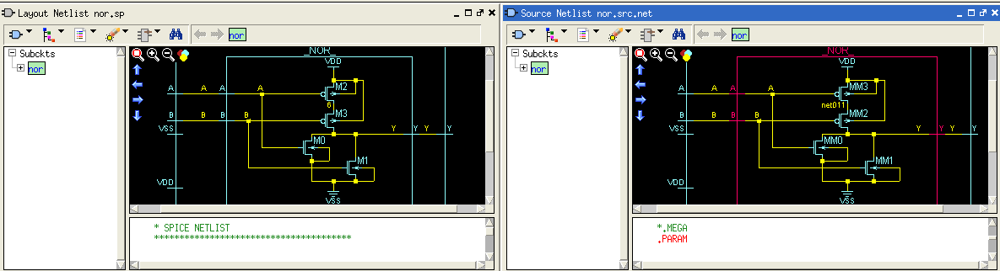 Layout Netlist nor.sp
nor
Subckts
nor
_NOR_
VDD
A A A A M2
6
B B B B M3
VSS Y Y Y Y
M0
M1
VDD
VSS
* SPICE NETLIST
***************************************
Source Netlist nor.src.net
nor
Subckts
nor
_NOR_
VDD
A A A A MM3
net011
B B B B MM2
VSS Y Y Y Y
MM0
MM1
VDD
VSS
*.MEGA
.PARAM